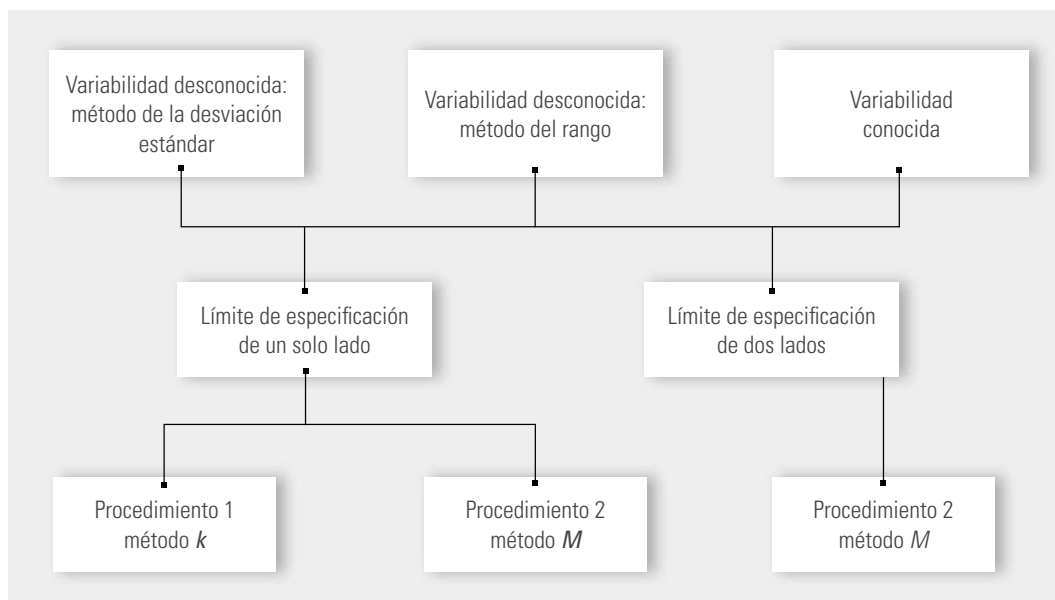 Variabilidad desconocida:
método de la desviación
estándar
Variabilidad desconocida:
método del rango
Variabilidad
conocida
Límite de especificación
de un solo lado
Límite de especificación
de dos lados
Procedimiento 1
método k
Procedimiento 2
método M
Procedimiento 2
método M